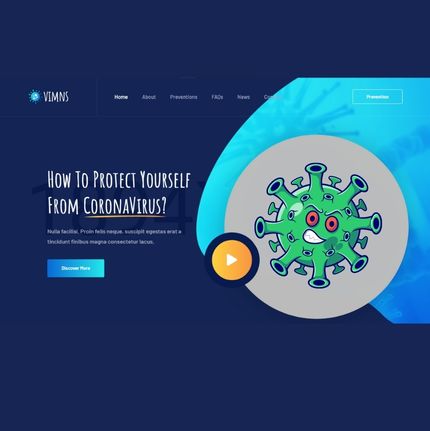 VIMNS
Home About Preventions FAQs News
Prevention
How To Protect Yourself
From CoronaVirus?
Nulla facilisi. Proin felis neque, suscipit egestas erat a
tincidunt finibus magna consectetur lacus.
Discover More